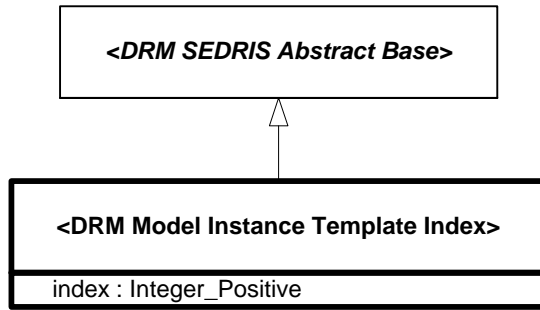 <DRM SEDRIS Abstract Base>
<DRM Model Instance Template Index>
index : Integer_Positive